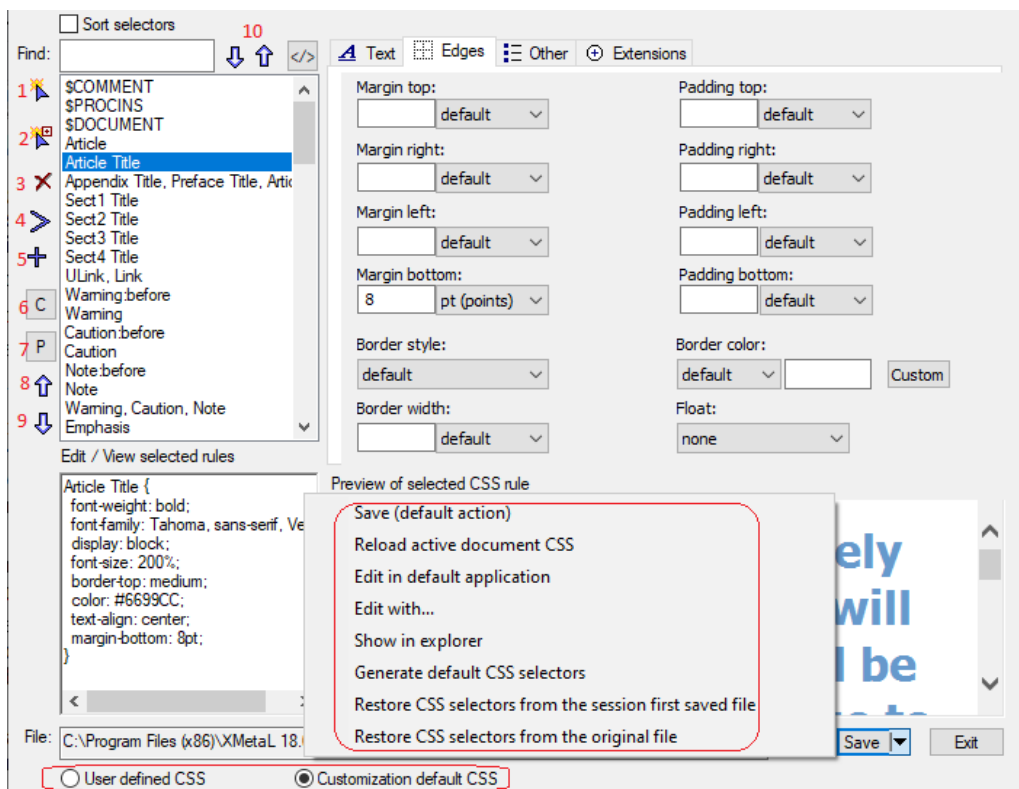 Sort selectors
10
Find:
</>
Text Edges Other Extensions
1
2
3
4
5
6 C
7 P
8
9
$COMMENT
$PROCINS
$DOCUMENT
Article
Article Title
Appendix Title, Preface Title, Artic
Sect1 Title
Sect2 Title
Sect3 Title
Sect4 Title
ULink, Link
Warning:before
Warning
Caution:before
Caution
Note:before
Note
Warning, Caution, Note
Emphasis
Margin top:
default
Padding top:
default
Margin right:
default
Padding right:
default
Margin left:
default
Padding left:
default
Margin bottom:
8 pt (points)
Padding bottom:
default
Border style:
default
Border color:
default Custom
Border width:
default
Float:
none
Edit / View selected rules
Article Title {
font-weight: bold;
font-family: Tahoma, sans-serif, Ve
display: block;
font-size: 200%;
border-top: medium;
color: #6699CC;
text-align: center;
margin-bottom: 8pt;
}
Preview of selected CSS rule
Save (default action)
Reload active document CSS
Edit in default application
Edit with...
Show in explorer
Generate default CSS selectors
Restore CSS selectors from the session first saved file
Restore CSS selectors from the original file
ely
will
be
File: C:\Program Files (x86)\XMetaL 18.
Save Exit
User defined CSS Customization default CSS